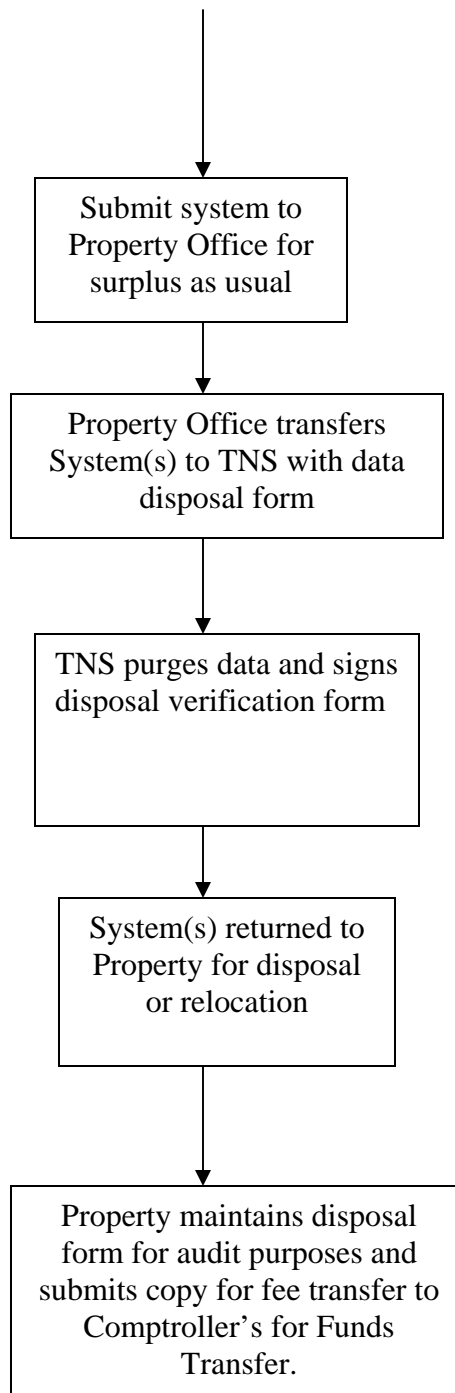 Submit system to
Property Office for
surplus as usual
Property Office transfers
System(s) to TNS with data
disposal form
TNS purges data and signs
disposal verification form
System(s) returned to
Property for disposal
or relocation
Property maintains disposal
form for audit purposes and
submits copy for fee transfer to
Comptroller’s for Funds
Transfer.